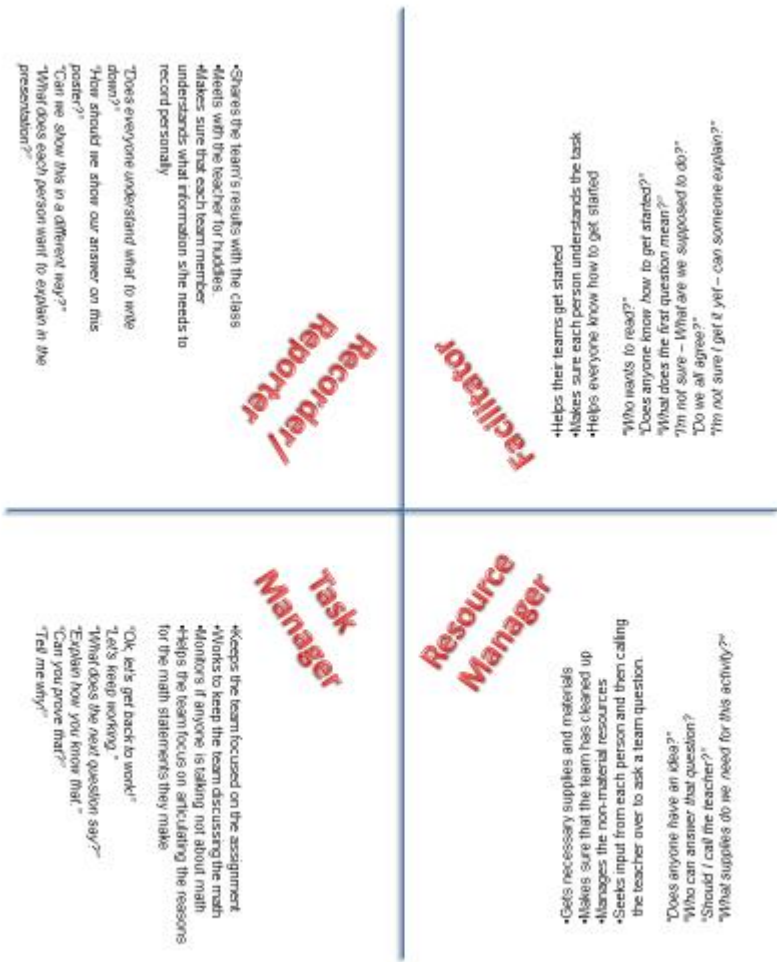 Facilitator
•Helps their teams get started
•Makes sure each person understands the task
•Helps everyone know how to get started
"Who wants to read?"
"Does anyone know how to get started?"
"What does the first question mean?"
"I'm not sure – What are we supposed to do?"
"Do we all agree?"
"I'm not sure I get it yet – can someone explain?"
Resource
Manager
•Gets necessary supplies and materials
•Makes sure that the team has cleaned up
•Manages the non-material resources
•Seeks input from each person and then calling
the teacher over to ask a team question.
"Does anyone have an idea?"
"Who can answer that question?
"Should I call the teacher?"
"What supplies do we need for this activity?"
Recorder/
Reporter
•Shares the team's results with the class
•Meets with the teacher for huddles.
•Makes sure that each team member
understands what information s/he needs to
record personally
"Does everyone understand what to write
down?"
"How should we show our answer on this
poster?"
"Can we show this in a different way?"
"What does each person want to explain in the
presentation?"
Task
Manager
•Keeps the team focused on the assignment
•Works to keep the team discussing the math
•Monitors if anyone is talking not about math
•Helps the team focus on articulating the reasons
for the math statements they make
"Ok, let's get back to work!"
"Let's keep working."
"What does the next question say?"
"Explain how you know that."
"Can you prove that?"
"Tell me why!"